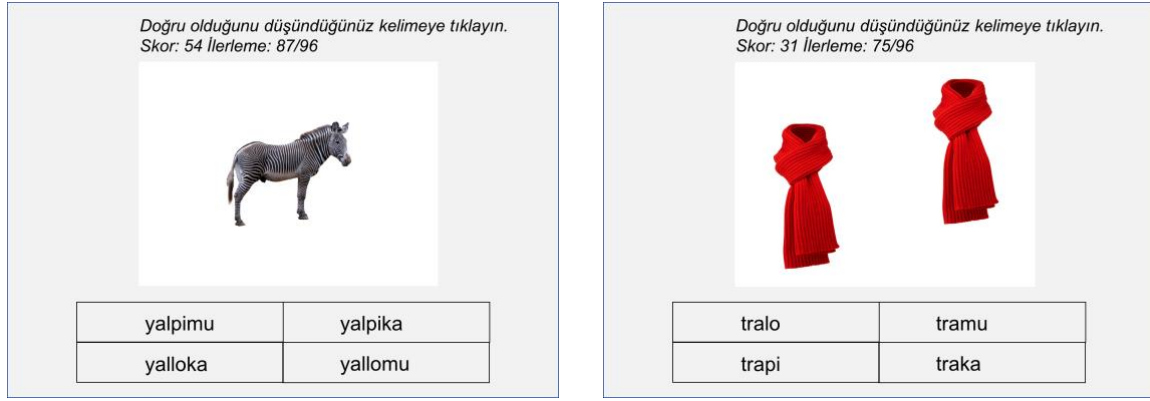 Doğru olduğunu düşündüğünüz kelimeye tıklayın.
Skor: 54 İlerleme: 87/96
yalpimu yalpika
yalloka yallomu
Doğru olduğunu düşündüğünüz kelimeye tıklayın.
Skor: 31 İlerleme: 75/96
tralo tramu
trapi traka